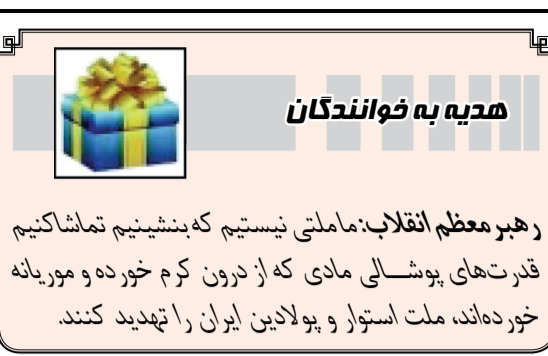 هدیه به خوانندگان
رهبر معظم انقلاب: ما ملتی نیستیم که بنشینیم تماشا کنیم
قدرت‌های پوشالی مادی که از درون کرم خورده و موریانه
خورده‌اند، ملت استوار و پولادین ایران را تهدید کنند.